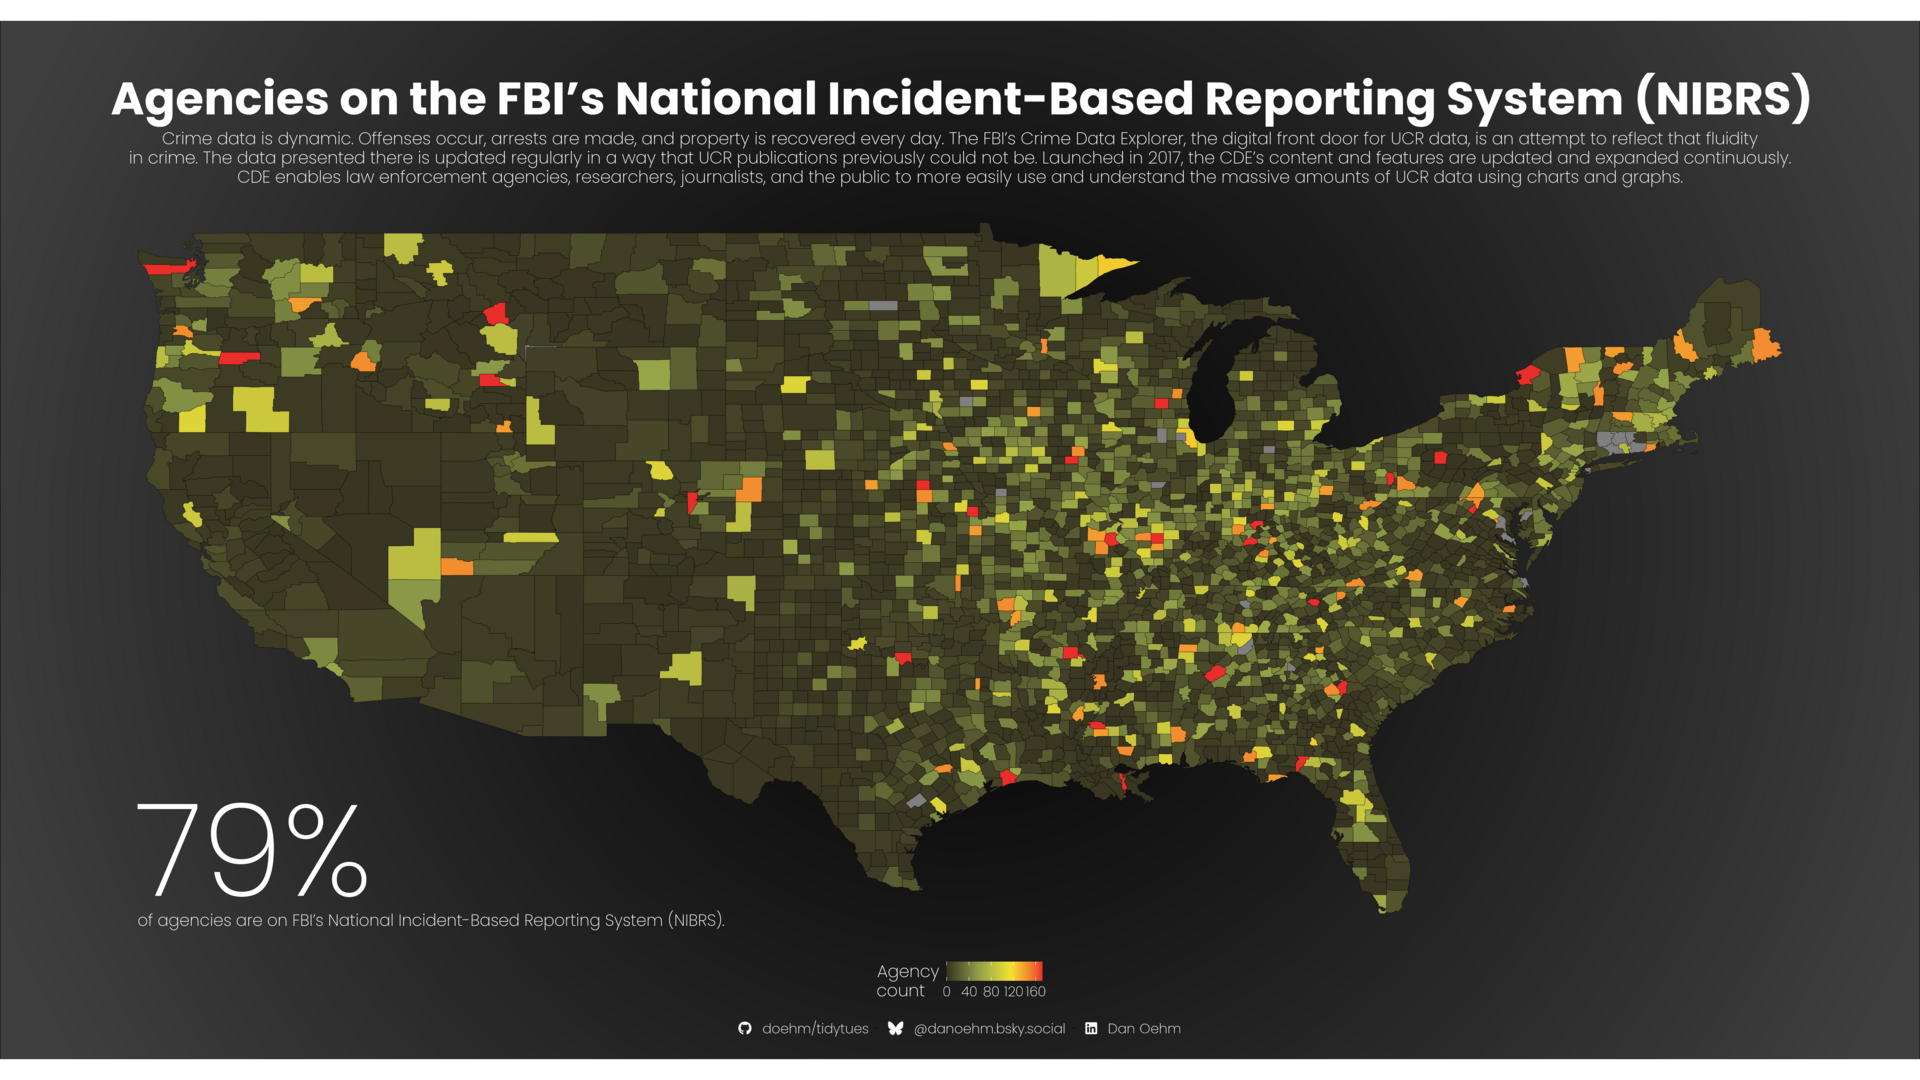 Agencies on the FBI’s National Incident-Based Reporting System (NIBRS)
Crime data is dynamic. Offenses occur, arrests are made, and property is recovered every day. The FBI’s Crime Data Explorer, the digital front door for UCR data, is an attempt to reflect that fluidity
in crime. The data presented there is updated regularly in a way that UCR publications previously could not be. Launched in 2017, the CDE’s content and features are updated and expanded continuously.
CDE enables law enforcement agencies, researchers, journalists, and the public to more easily use and understand the massive amounts of UCR data using charts and graphs.
79%
of agencies are on FBI’s National Incident-Based Reporting System (NIBRS).
Agency
count
0 40 80 120 160
doehm/tidytues @danoehm.bsky.social Dan Oehm